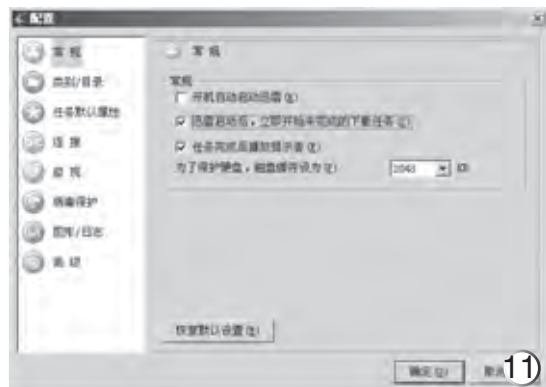 配置
常规
类别/目录
任务默认属性
连接
病毒保护
图形/日志
高级
常规
常规
开机自动启动迅雷
迅雷启动后，立即开始未完成的下载任务
任务完成后播放提示音
为了保护硬盘，磁盘缓存设为
2048 KB
恢复默认设置
确定
取消
11